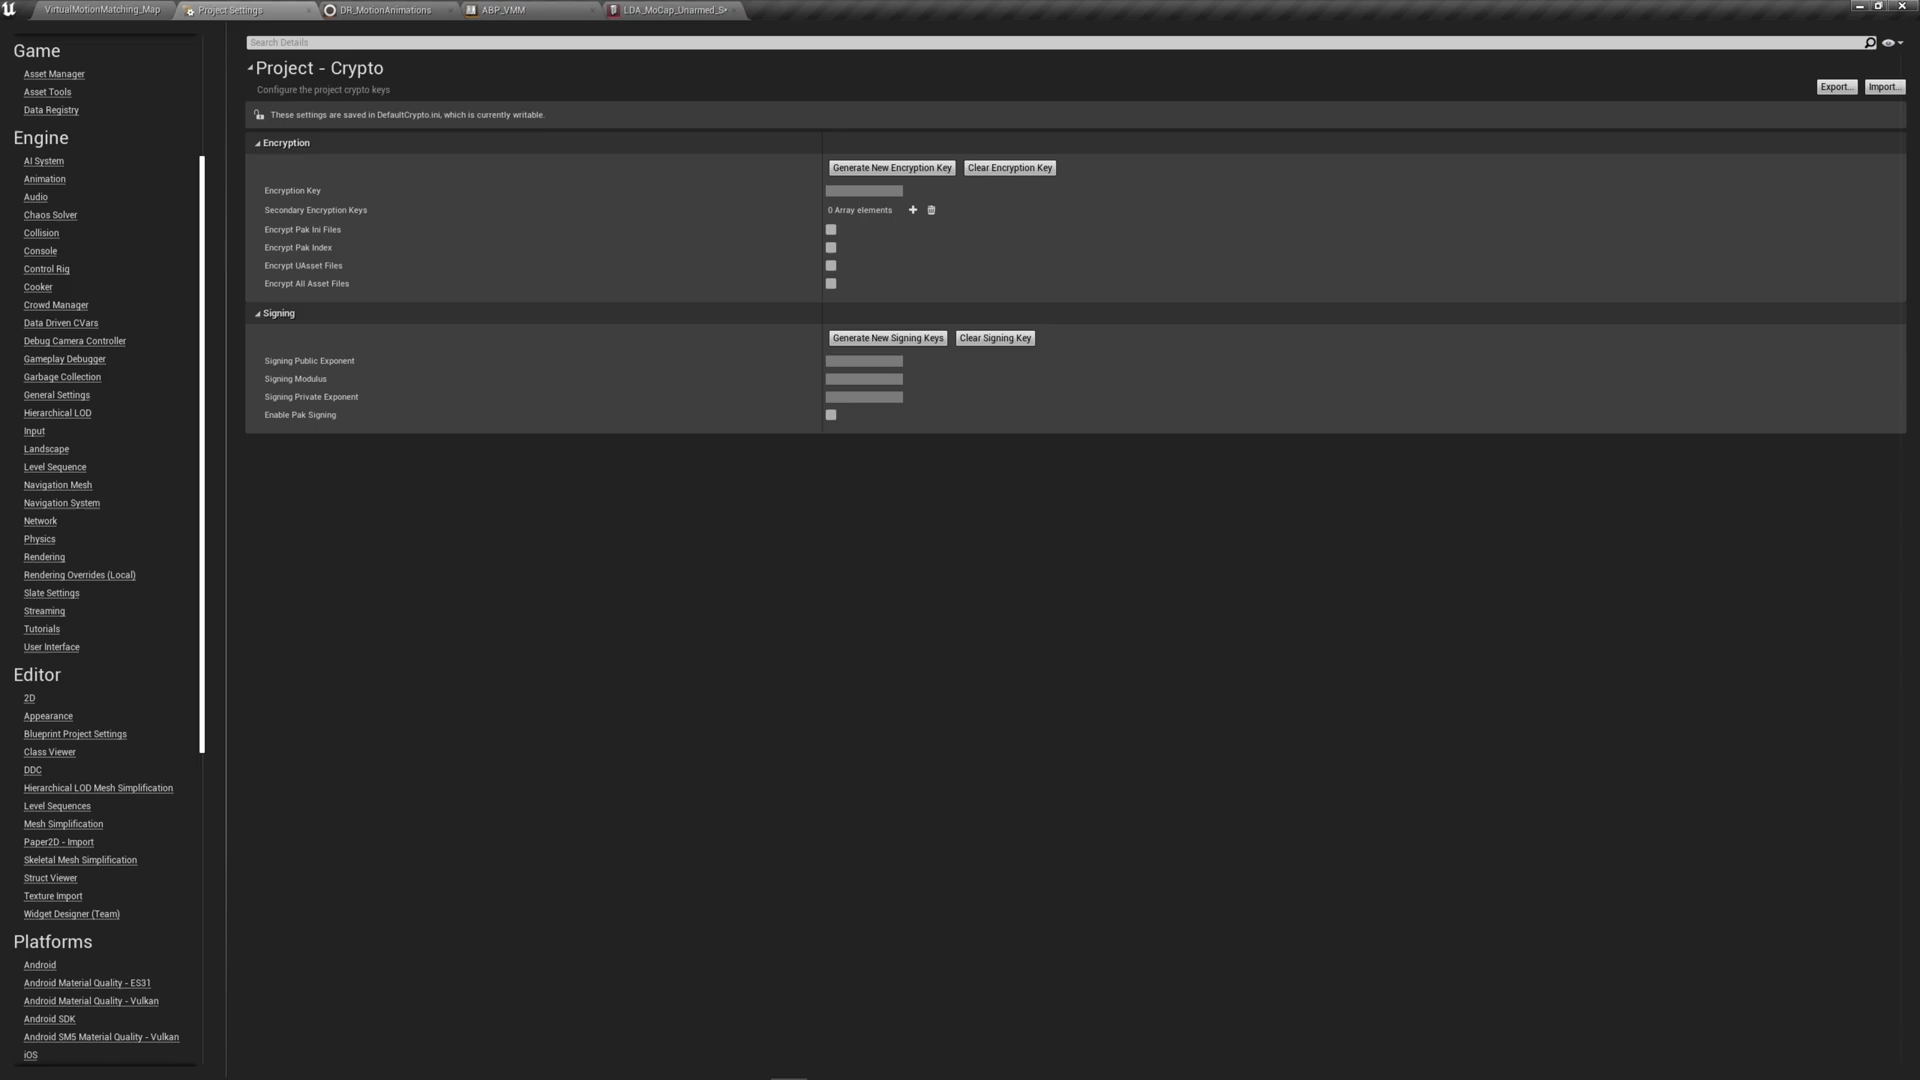 VirtualMotionMatching_Map
Project Settings
DR_MotionAnimations
ABP_VMM
LDA_MoCap_Unarmed_S•
Game
Asset Manager
Asset Tools
Data Registry
Engine
AI System
Animation
Audio
Chaos Solver
Collision
Console
Control Rig
Cooker
Crowd Manager
Data Driven CVars
Debug Camera Controller
Gameplay Debugger
Garbage Collection
General Settings
Hierarchical LOD
Input
Landscape
Level Sequence
Navigation Mesh
Navigation System
Network
Physics
Rendering
Rendering Overrides (Local)
Slate Settings
Streaming
Tutorials
User Interface
Editor
2D
Appearance
Blueprint Project Settings
Class Viewer
DDC
Hierarchical LOD Mesh Simplification
Level Sequences
Mesh Simplification
Paper2D - Import
Skeletal Mesh Simplification
Struct Viewer
Texture Import
Widget Designer (Team)
Platforms
Android
Android Material Quality - ES31
Android Material Quality - Vulkan
Android SDK
Android SM5 Material Quality - Vulkan
iOS
Search Details
Project - Crypto
Configure the project crypto keys
Export...
Import...
These settings are saved in DefaultCrypto.ini, which is currently writable.
Encryption
Generate New Encryption Key
Clear Encryption Key
Encryption Key
Secondary Encryption Keys
0 Array elements
Encrypt Pak Ini Files
Encrypt Pak Index
Encrypt UAsset Files
Encrypt All Asset Files
Signing
Generate New Signing Keys
Clear Signing Key
Signing Public Exponent
Signing Modulus
Signing Private Exponent
Enable Pak Signing